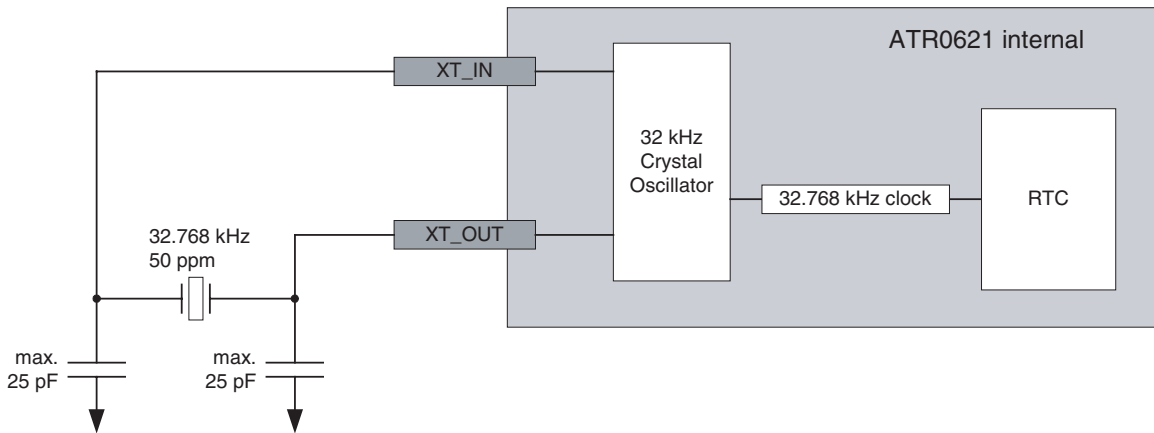 ATR0621 internal
XT_IN
32 kHz
Crystal
Oscillator
32.768 kHz clock
RTC
XT_OUT
32.768 kHz
50 ppm
max.
25 pF
max.
25 pF